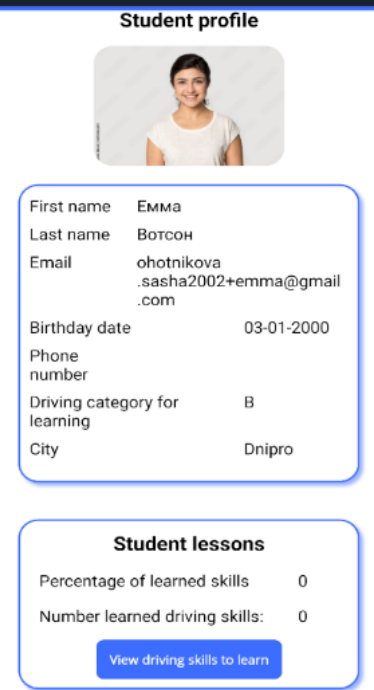 Student profile
First name Емма
Last name Вотсон
Email ohotnikova
.sasha2002+emma@gmail
.com
Birthday date 03-01-2000
Phone
number
Driving category for B
learning
City Dnipro
Student lessons
Percentage of learned skills 0
Number learned driving skills: 0
View driving skills to learn